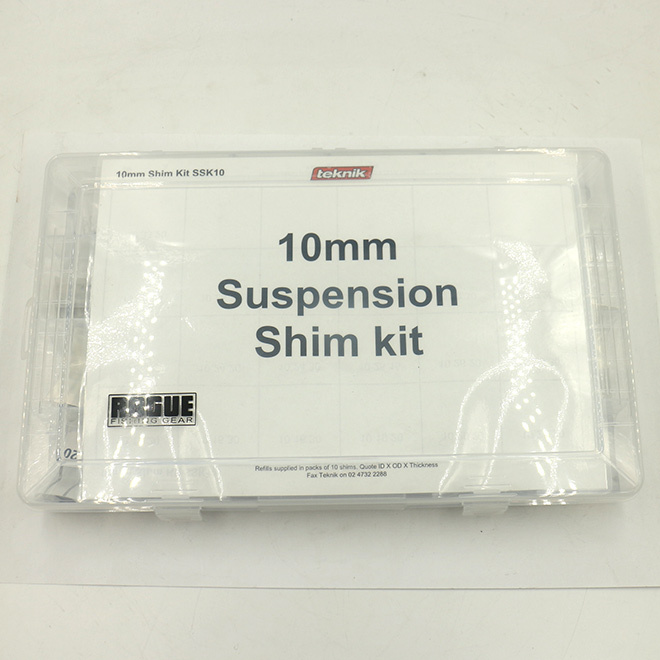 10mm Shim Kit SSK10
teknik
10mm
Suspension
Shim kit
RAGUE
FISHING GEAR
Refills supplied in packs of 10 shims, Quote ID X OD X Thickness
Fax Teknik on 02 4732 2288